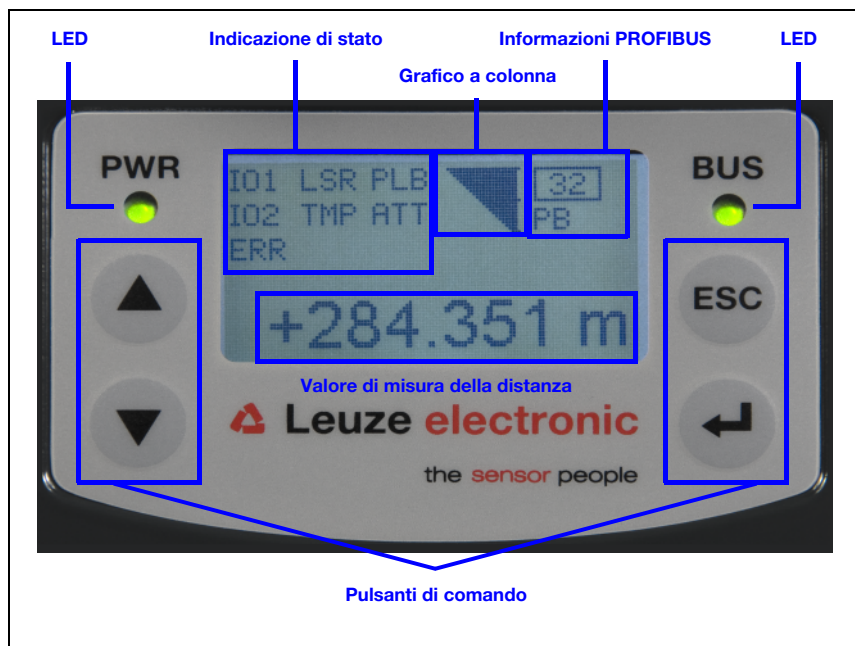 LED
Indicazione di stato
Informazioni PROFIBUS
LED
Grafico a colonna
PWR
BUS
IO1 LSR PLB
32
IO2 TMP ATT
PB
ERR
ESC
+284.351 m
Valore di misura della distanza
Leuze electronic
the sensor people
Pulsanti di comando